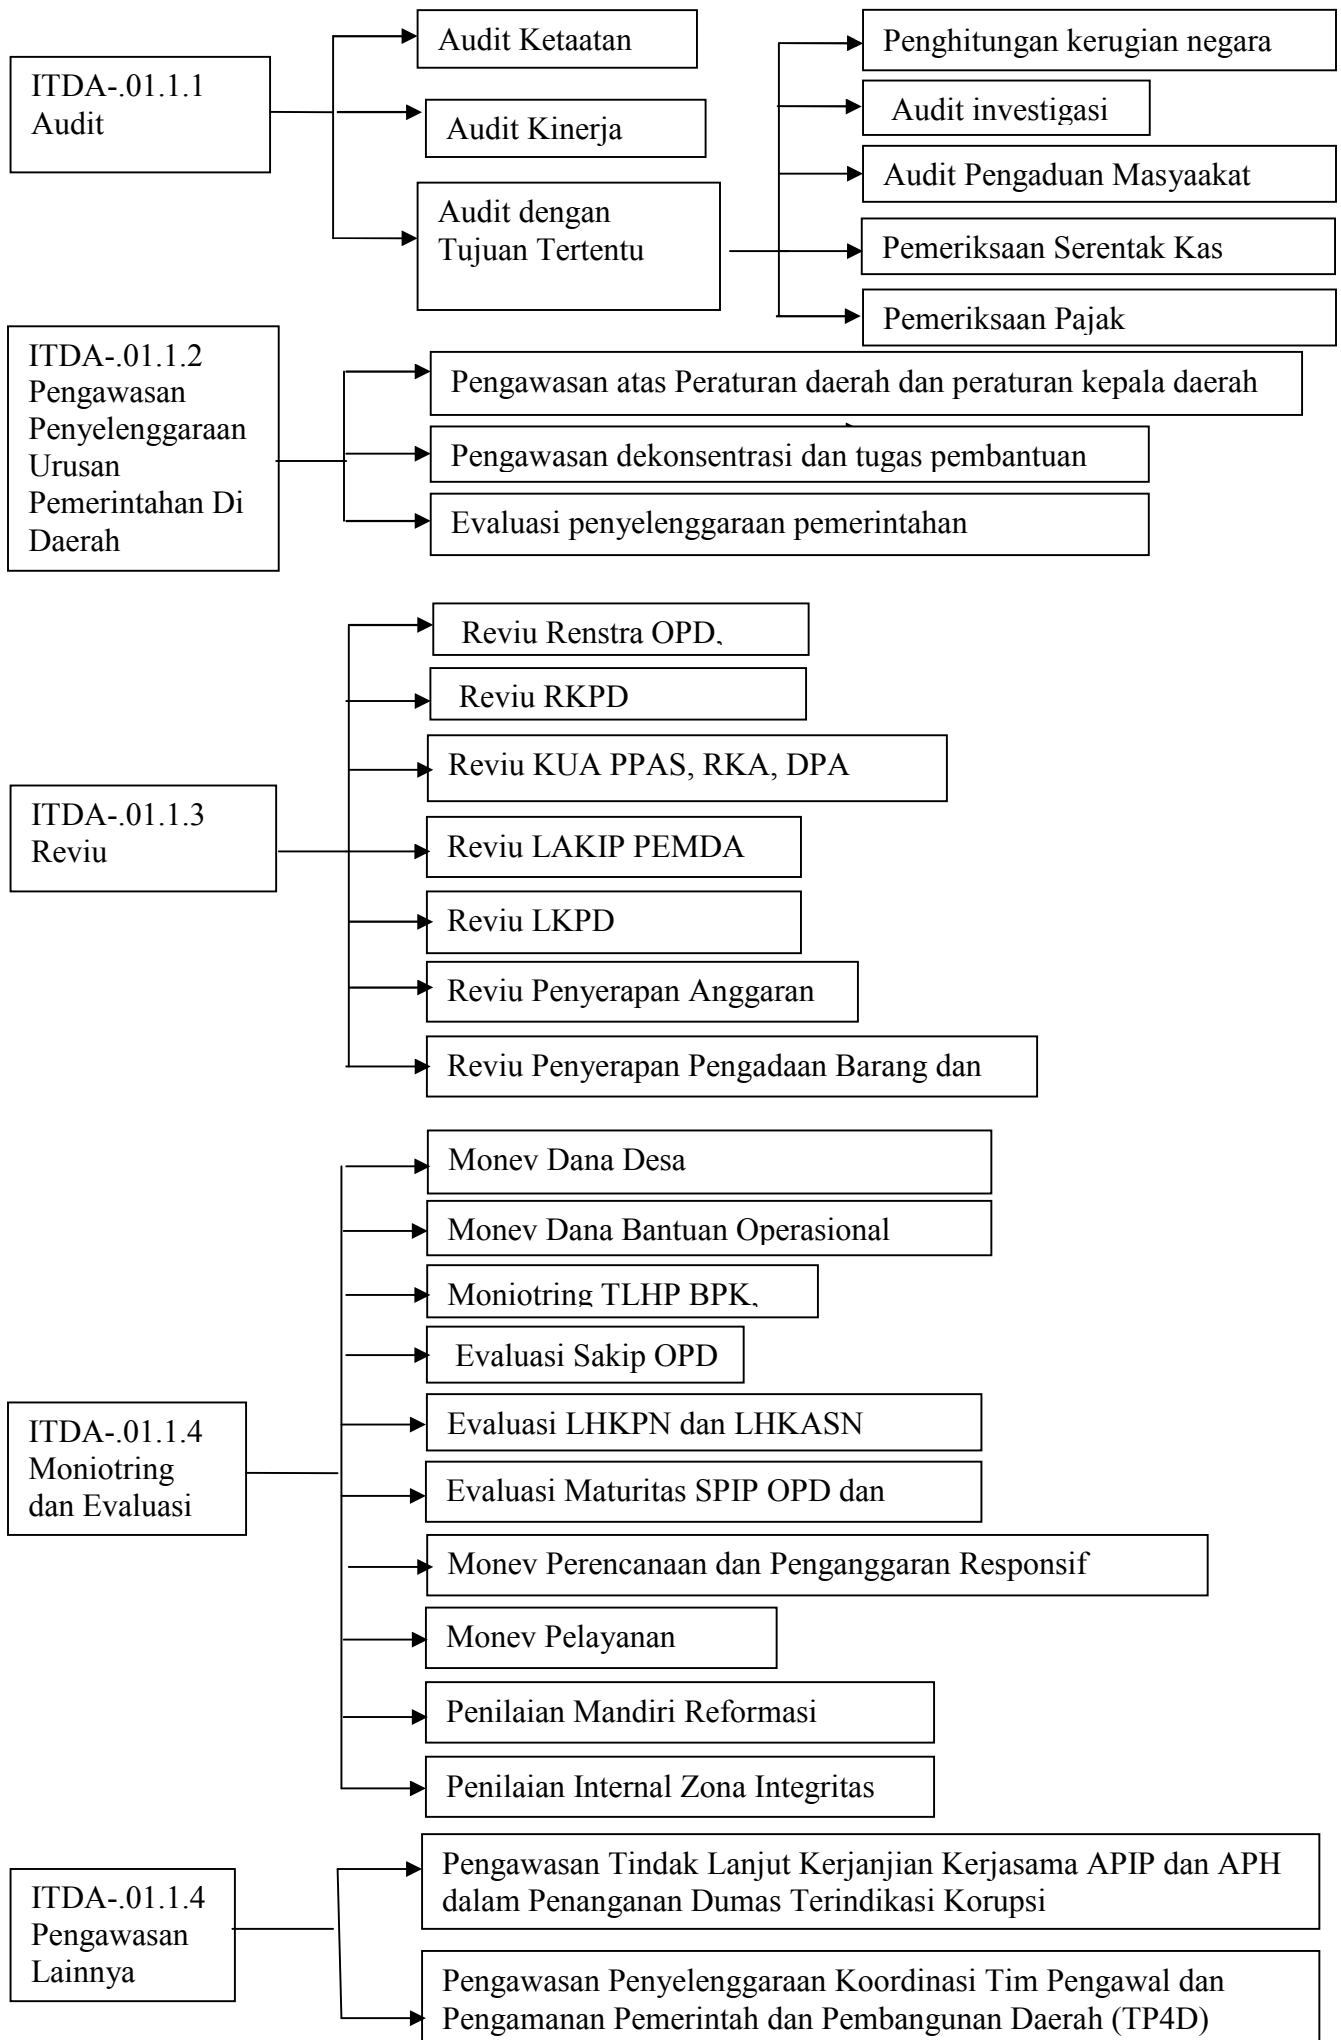 ITDA-.01.1.1
Audit
Audit Ketaatan
Audit Kinerja
Audit dengan
Tujuan Tertentu
Penghitungan kerugian negara
Audit investigasi
Audit Pengaduan Masyaakat
Pemeriksaan Serentak Kas
Pemeriksaan Pajak
ITDA-.01.1.2
Pengawasan
Penyelenggaraan
Urusan
Pemerintahan Di
Daerah
Pengawasan atas Peraturan daerah dan peraturan kepala daerah
Pengawasan dekonsentrasi dan tugas pembantuan
Evaluasi penyelenggaraan pemerintahan
ITDA-.01.1.3
Reviu
Reviu Renstra OPD,
Reviu RKPD
Reviu KUA PPAS, RKA, DPA
Reviu LAKIP PEMDA
Reviu LKPD
Reviu Penyerapan Anggaran
Reviu Penyerapan Pengadaan Barang dan
ITDA-.01.1.4
Moniotring
dan Evaluasi
Monev Dana Desa
Monev Dana Bantuan Operasional
Moniotring TLHP BPK,
Evaluasi Sakip OPD
Evaluasi LHKPN dan LHKASN
Evaluasi Maturitas SPIP OPD dan
Monev Perencanaan dan Penganggaran Responsif
Monev Pelayanan
Penilaian Mandiri Reformasi
Penilaian Internal Zona Integritas
ITDA-.01.1.4
Pengawasan
Lainnya
Pengawasan Tindak Lanjut Kerjanjian Kerjasama APIP dan APH
dalam Penanganan Dumas Terindikasi Korupsi
Pengawasan Penyelenggaraan Koordinasi Tim Pengawal dan
Pengamanan Pemerintah dan Pembangunan Daerah (TP4D)